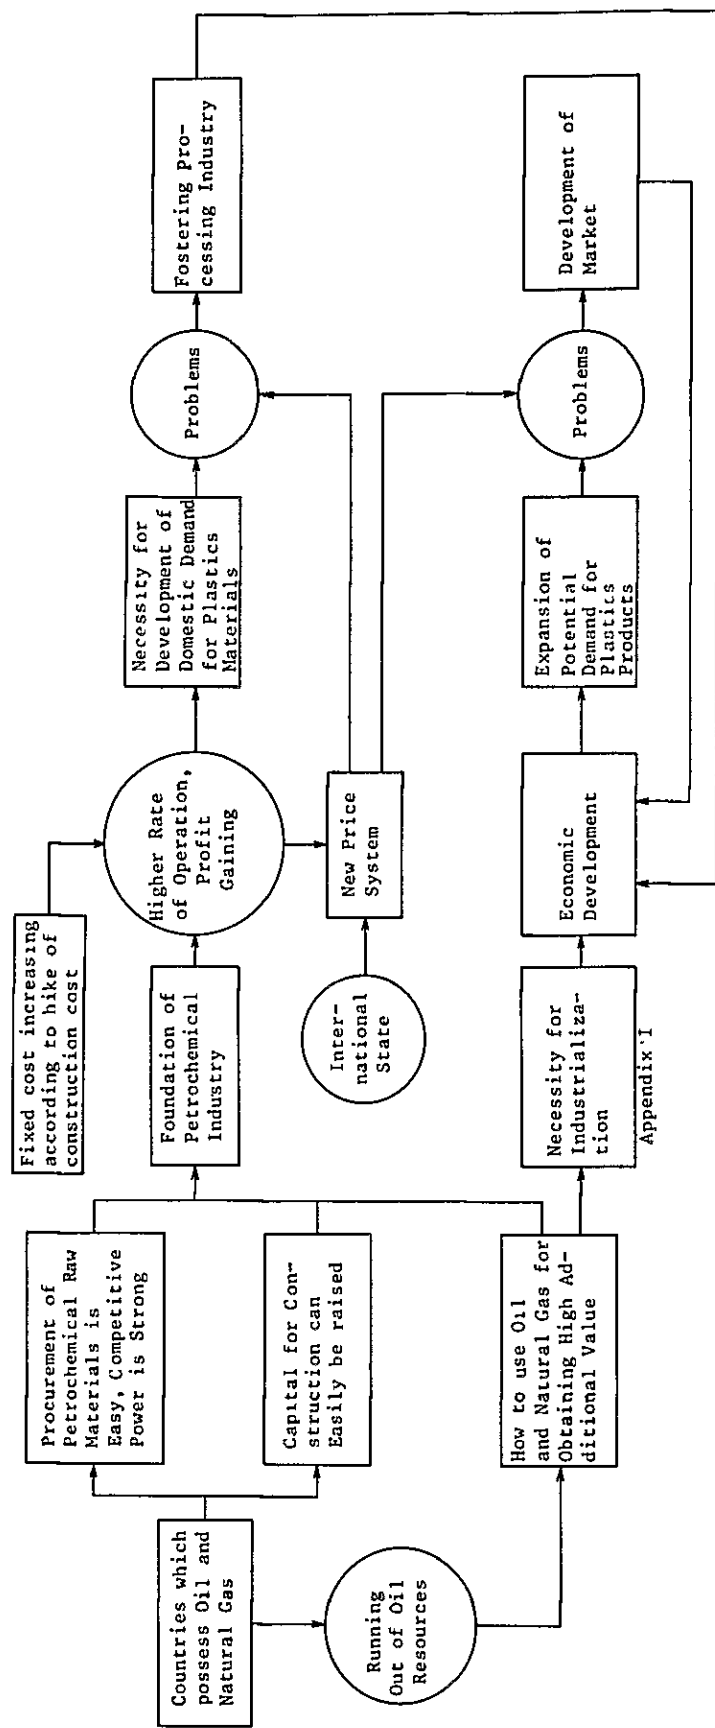 Countries which
possess Oil and
Natural Gas
Running
Out of Oil
Resources
Procurement of
Petrochemical Raw
Materials is
Easy, Competitive
Power is Strong
Capital for Con-
struction can
Easily be raised
How to use Oil
and Natural Gas for
Obtaining High Ad-
ditional Value
Fixed cost increasing
according to hike of
construction cost
Foundation of
Petrochemical
Industry
Inter-
national
State
Necessity for
Industrializa-
tion
Appendix I
Higher Rate
of Operation,
Profit
Gaining
New Price
System
Economic
Development
Necessity for
Development of
Domestic Demand
for Plastics
Materials
Expansion of
Potential
Demand for
Plastics
Products
Problems
Problems
Fostering Pro-
cessing Industry
Development of
Market